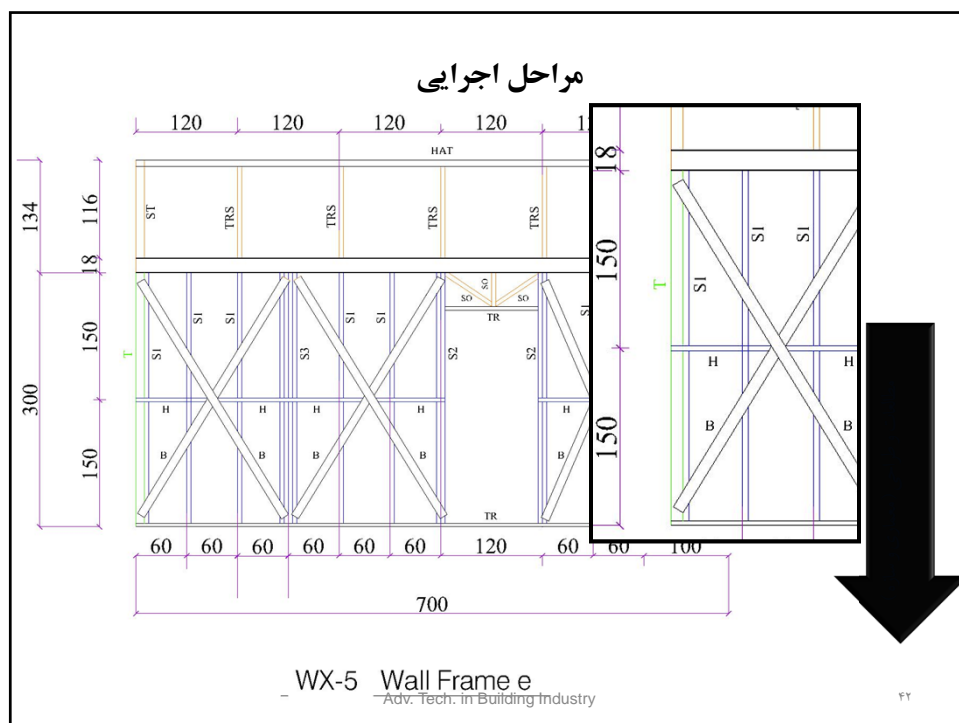 مراحل اجرایی
120 120 120 120 1
HAT
134 116 ST TRS TRS TRS TRS
18
SO SO SO
TR
300 150 T S1 S1 S1 S3 S1 S1 S2 S2 S1
H H H H H
150 B B B B B
TR
60 60 60 60 60 60 120 60 60 100
700
18
150 T S1 S1 S1
H H
150 B B
WX-5 Wall Frame e
Adv. Tech. in Building Industry
۴۲